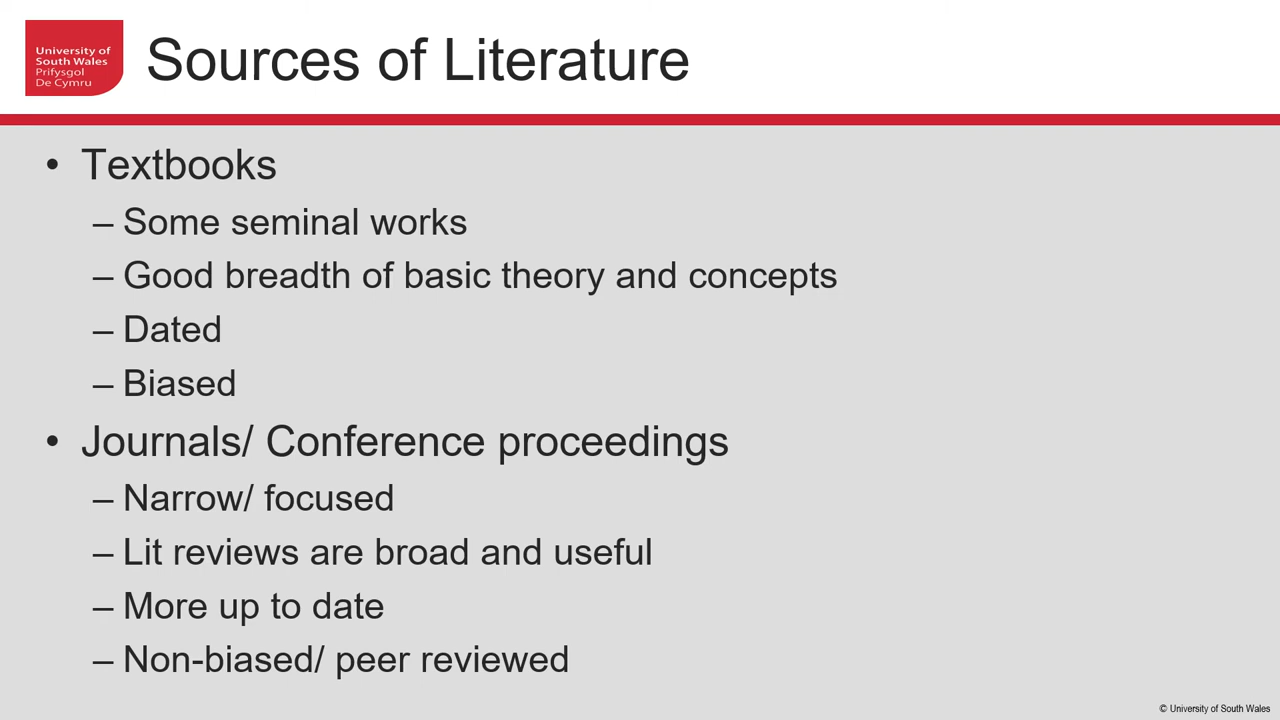 University of
South Wales
Prifysgol
De Cymru
Sources of Literature
• Textbooks
– Some seminal works
– Good breadth of basic theory and concepts
– Dated
– Biased
• Journals/ Conference proceedings
– Narrow/ focused
– Lit reviews are broad and useful
– More up to date
– Non-biased/ peer reviewed
© University of South Wales